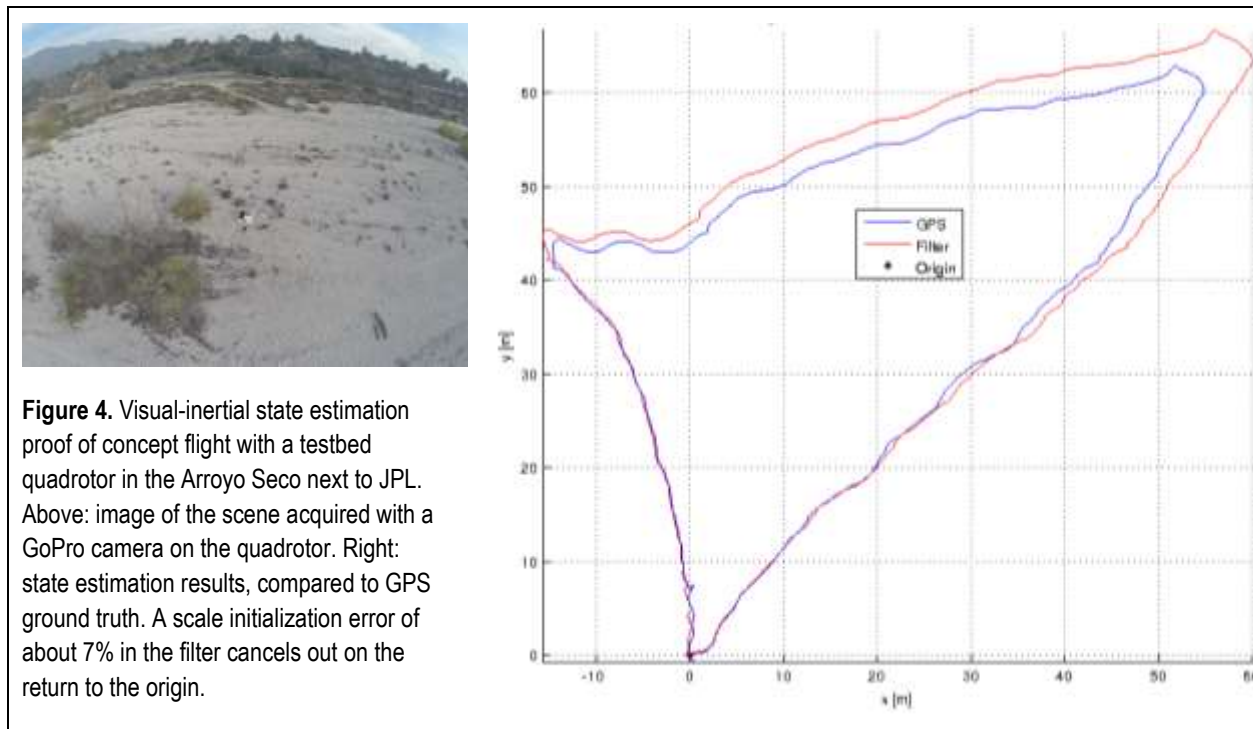 Figure 4. Visual-inertial state estimation
proof of concept flight with a testbed
quadrotor in the Arroyo Seco next to JPL.
Above: image of the scene acquired with a
GoPro camera on the quadrotor. Right:
state estimation results, compared to GPS
ground truth. A scale initialization error of
about 7% in the filter cancels out on the
return to the origin.
60
50
40
30
20
10
0
y [m]
GPS
Filter
Origin
-10 0 10 20 30 40 50 60
x [m]